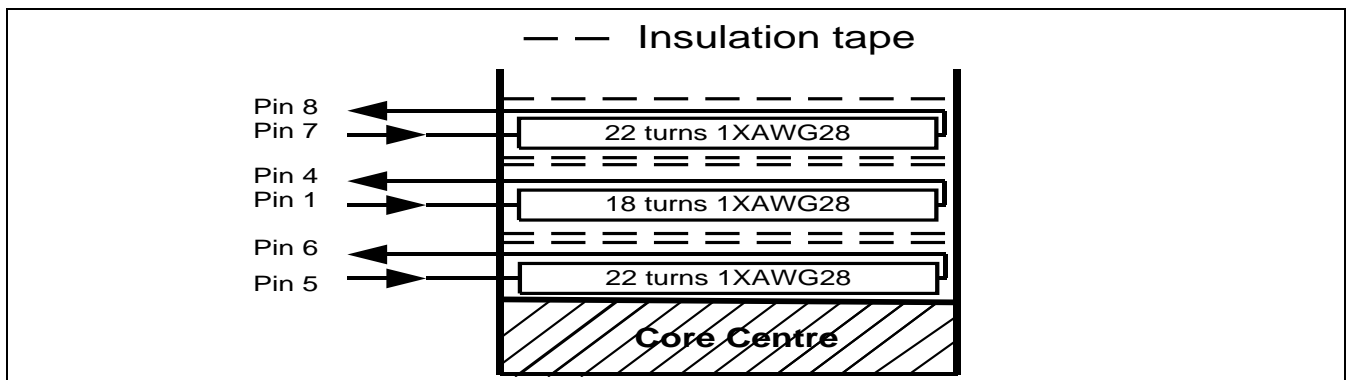 Insulation tape
Pin 8
Pin 7
22 turns 1XAWG28
Pin 4
Pin 1
18 turns 1XAWG28
Pin 6
Pin 5
22 turns 1XAWG28
Core Centre